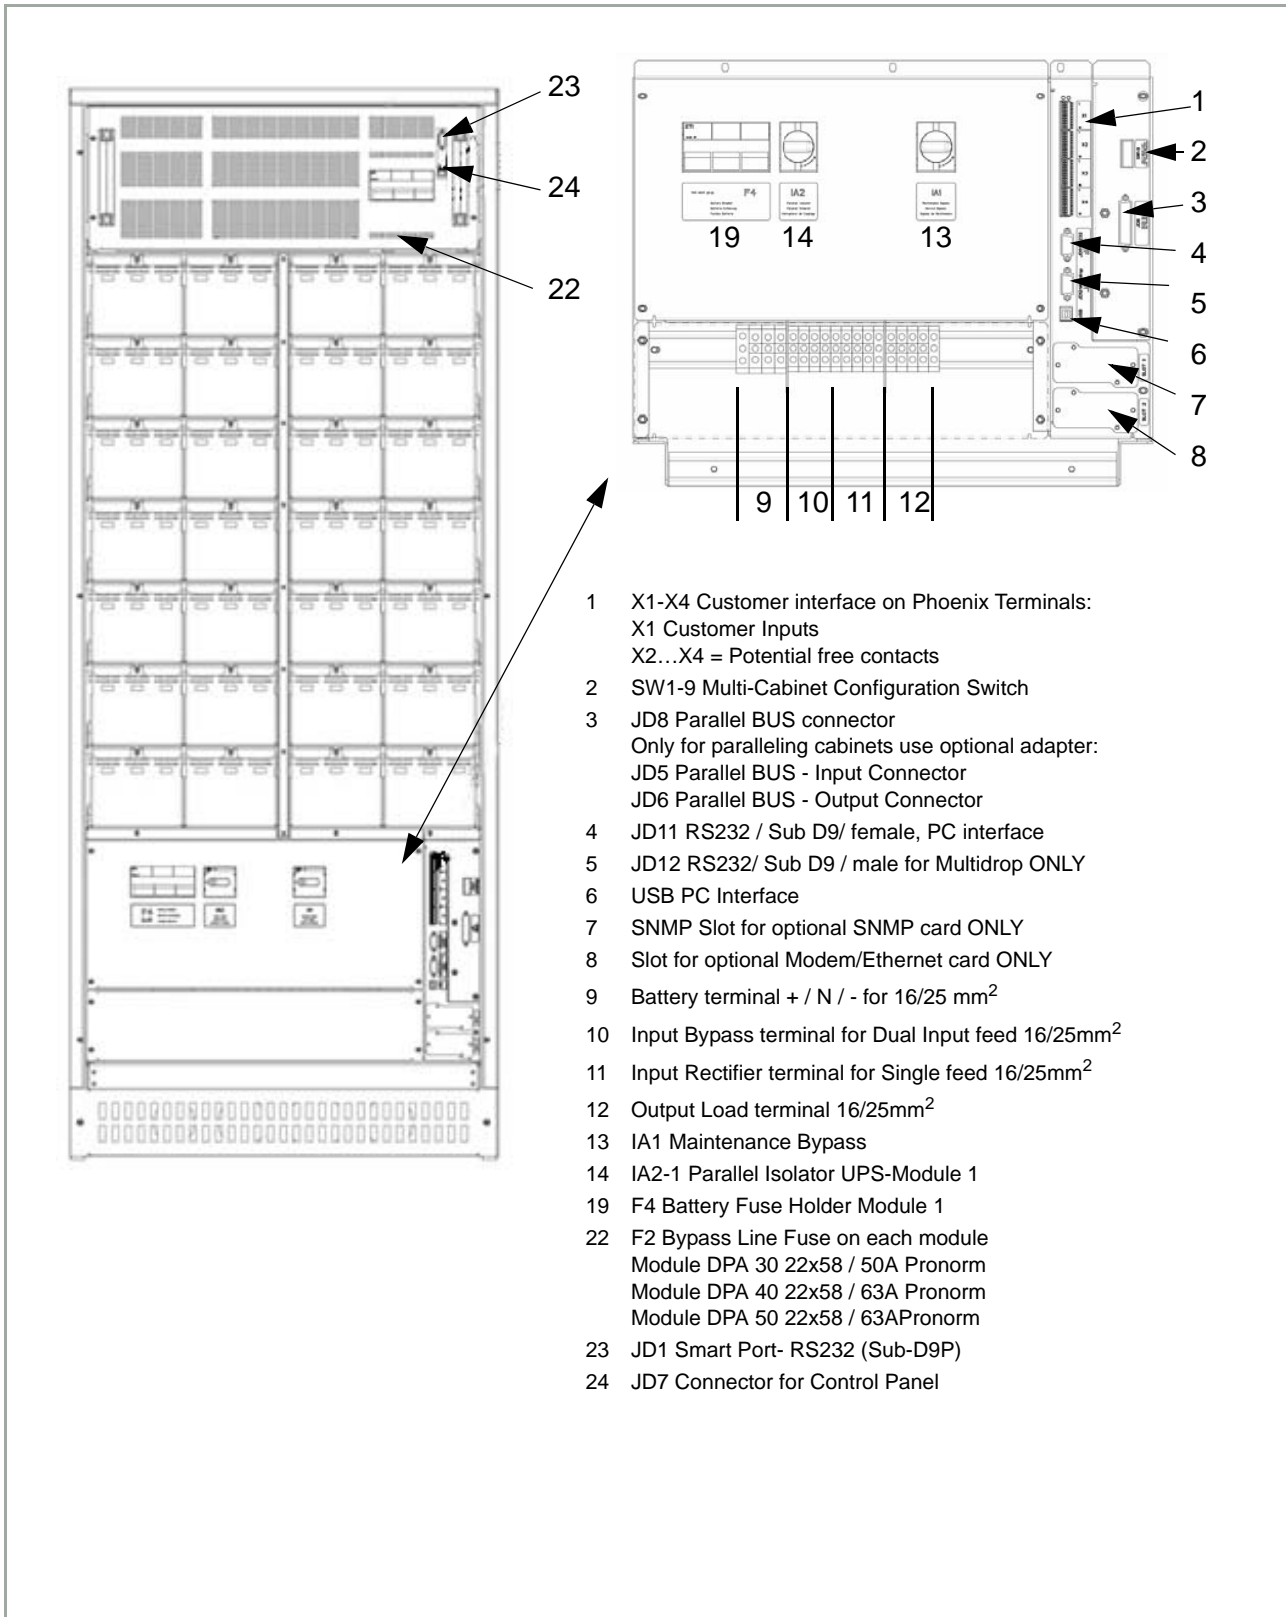 23
24
22
1
2
3
4
5
6
7
8
F4
IA2
IA1
19
14
13
X1
X2
X3
X4
SLOT 1
SLOT 2
9
10
11
12
1 X1-X4 Customer interface on Phoenix Terminals:
X1 Customer Inputs
X2…X4 = Potential free contacts
2 SW1-9 Multi-Cabinet Configuration Switch
3 JD8 Parallel BUS connector
Only for paralleling cabinets use optional adapter:
JD5 Parallel BUS - Input Connector
JD6 Parallel BUS - Output Connector
4 JD11 RS232 / Sub D9/ female, PC interface
5 JD12 RS232/ Sub D9 / male for Multidrop ONLY
6 USB PC Interface
7 SNMP Slot for optional SNMP card ONLY
8 Slot for optional Modem/Ethernet card ONLY
9 Battery terminal + / N / - for 16/25 mm²
10 Input Bypass terminal for Dual Input feed 16/25mm²
11 Input Rectifier terminal for Single feed 16/25mm²
12 Output Load terminal 16/25mm²
13 IA1 Maintenance Bypass
14 IA2-1 Parallel Isolator UPS-Module 1
19 F4 Battery Fuse Holder Module 1
22 F2 Bypass Line Fuse on each module
Module DPA 30 22x58 / 50A Pronorm
Module DPA 40 22x58 / 63A Pronorm
Module DPA 50 22x58 / 63APronorm
23 JD1 Smart Port- RS232 (Sub-D9P)
24 JD7 Connector for Control Panel